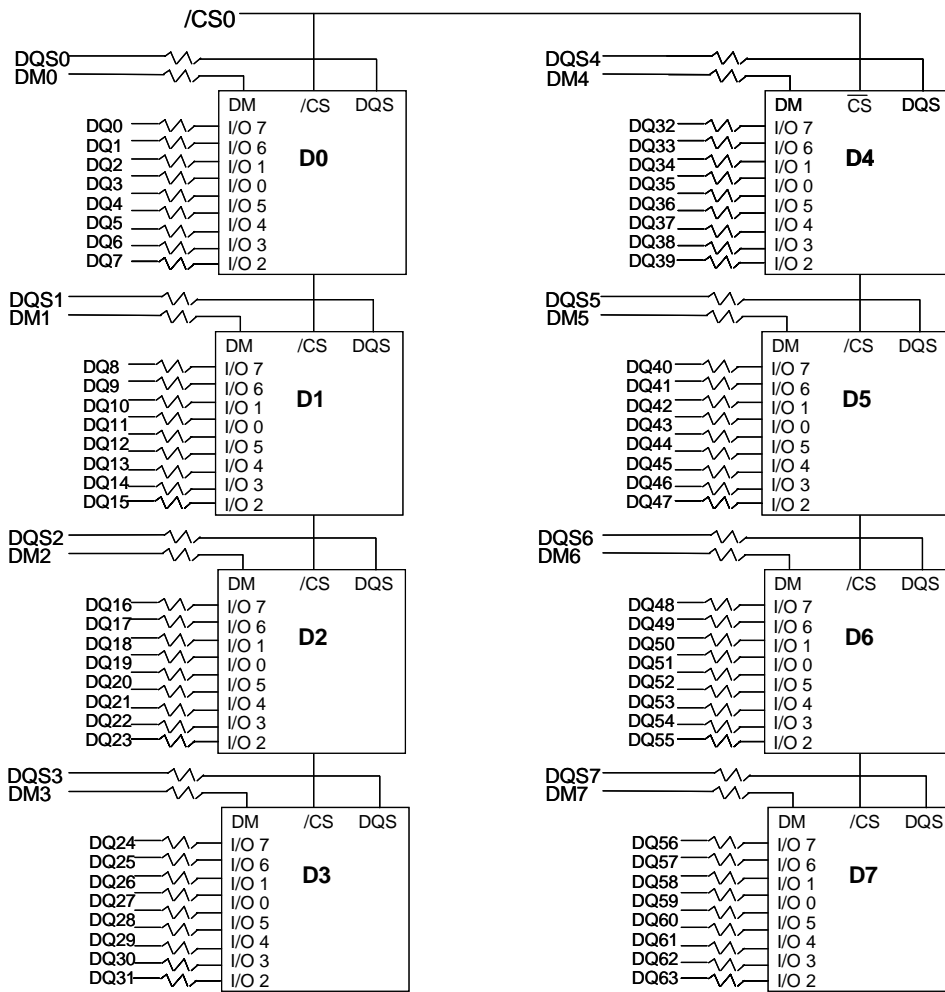 /CS0
DQS0
DM0
DM /CS DQS
D0
DQ0 I/O 7
DQ1 I/O 6
DQ2 I/O 1
DQ3 I/O 0
DQ4 I/O 5
DQ5 I/O 4
DQ6 I/O 3
DQ7 I/O 2
DQS1
DM1
DM /CS DQS
D1
DQ8 I/O 7
DQ9 I/O 6
DQ10 I/O 1
DQ11 I/O 0
DQ12 I/O 5
DQ13 I/O 4
DQ14 I/O 3
DQ15 I/O 2
DQS2
DM2
DM /CS DQS
D2
DQ16 I/O 7
DQ17 I/O 6
DQ18 I/O 1
DQ19 I/O 0
DQ20 I/O 5
DQ21 I/O 4
DQ22 I/O 3
DQ23 I/O 2
DQS3
DM3
DM /CS DQS
D3
DQ24 I/O 7
DQ25 I/O 6
DQ26 I/O 1
DQ27 I/O 0
DQ28 I/O 5
DQ29 I/O 4
DQ30 I/O 3
DQ31 I/O 2
DQS4
DM4
DM CS DQS
D4
DQ32 I/O 7
DQ33 I/O 6
DQ34 I/O 1
DQ35 I/O 0
DQ36 I/O 5
DQ37 I/O 4
DQ38 I/O 3
DQ39 I/O 2
DQS5
DM5
DM /CS DQS
D5
DQ40 I/O 7
DQ41 I/O 6
DQ42 I/O 1
DQ43 I/O 0
DQ44 I/O 5
DQ45 I/O 4
DQ46 I/O 3
DQ47 I/O 2
DQS6
DM6
DM /CS DQS
D6
DQ48 I/O 7
DQ49 I/O 6
DQ50 I/O 1
DQ51 I/O 0
DQ52 I/O 5
DQ53 I/O 4
DQ54 I/O 3
DQ55 I/O 2
DQS7
DM7
DM /CS DQS
D7
DQ56 I/O 7
DQ57 I/O 6
DQ58 I/O 1
DQ59 I/O 0
DQ60 I/O 5
DQ61 I/O 4
DQ62 I/O 3
DQ63 I/O 2